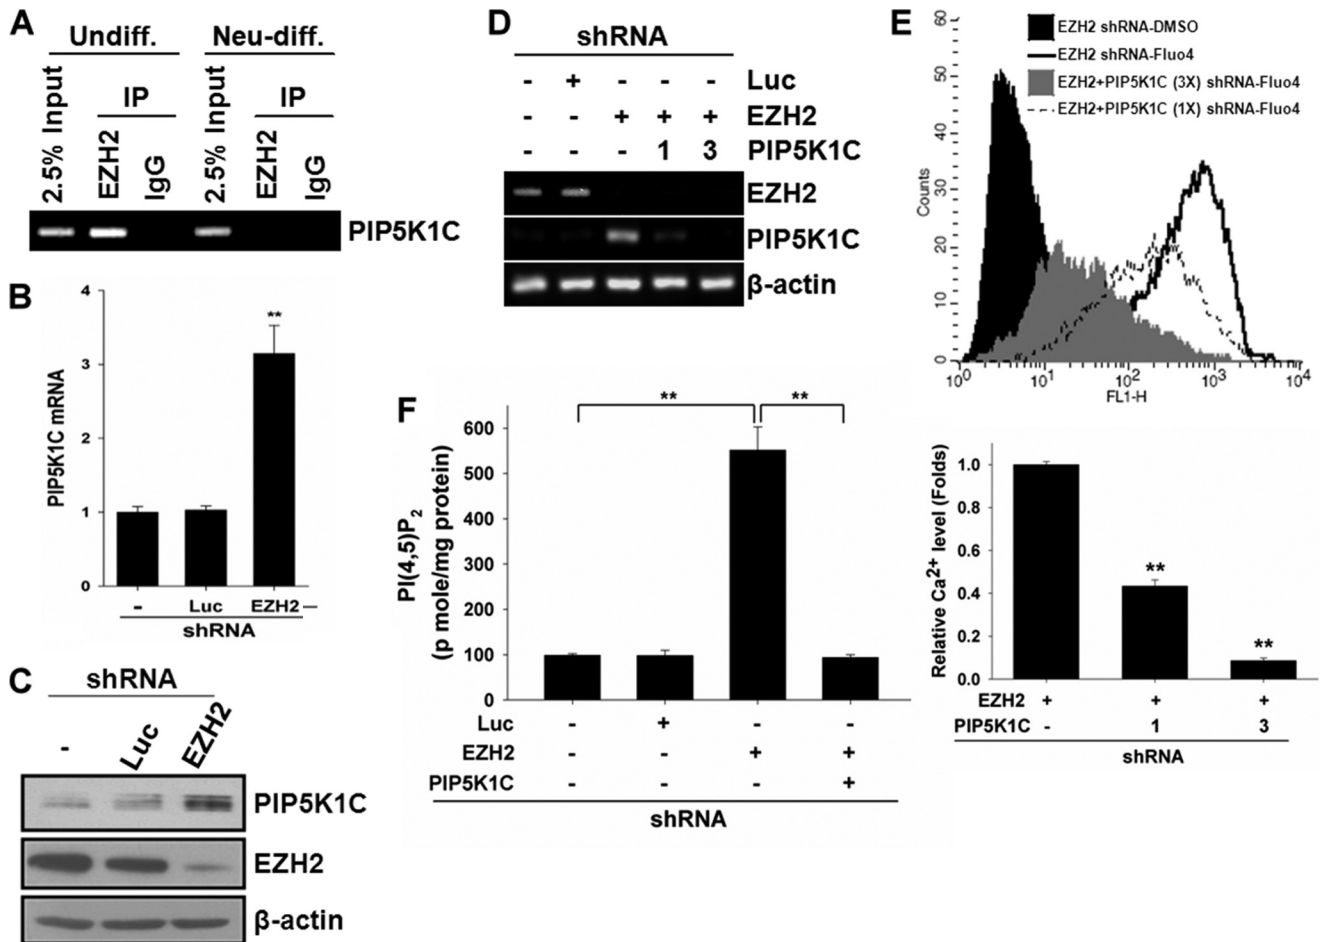 A
Undiff. Neu-diff.
IP IP
2.5% Input EZH2 IgG 2.5% Input EZH2 IgG
PIP5K1C
B
PIP5K1C mRNA
4
3
2
1
0
**
- Luc EZH2
shRNA
C
shRNA
- Luc EZH2
PIP5K1C
EZH2
β-actin
D
shRNA
- + - - - Luc
- - + + + EZH2
- - - 1 3 PIP5K1C
EZH2
PIP5K1C
β-actin
E
EZH2 shRNA-DMSO
EZH2 shRNA-Fluo4
EZH2+PIP5K1C (3X) shRNA-Fluo4
EZH2+PIP5K1C (1X) shRNA-Fluo4
Counts
60
50
40
30
20
10
0
10⁰ 10¹ 10² 10³ 10⁴
FL1-H
Relative Ca²⁺ level (Folds)
1.0
0.8
0.6
0.4
0.2
0.0
**
**
EZH2 + + +
PIP5K1C - 1 3
shRNA
F
PI(4,5)P₂
(p mole/mg protein)
600
500
400
300
200
100
0
** **
Luc - + - -
EZH2 - - + +
PIP5K1C - - - +
shRNA